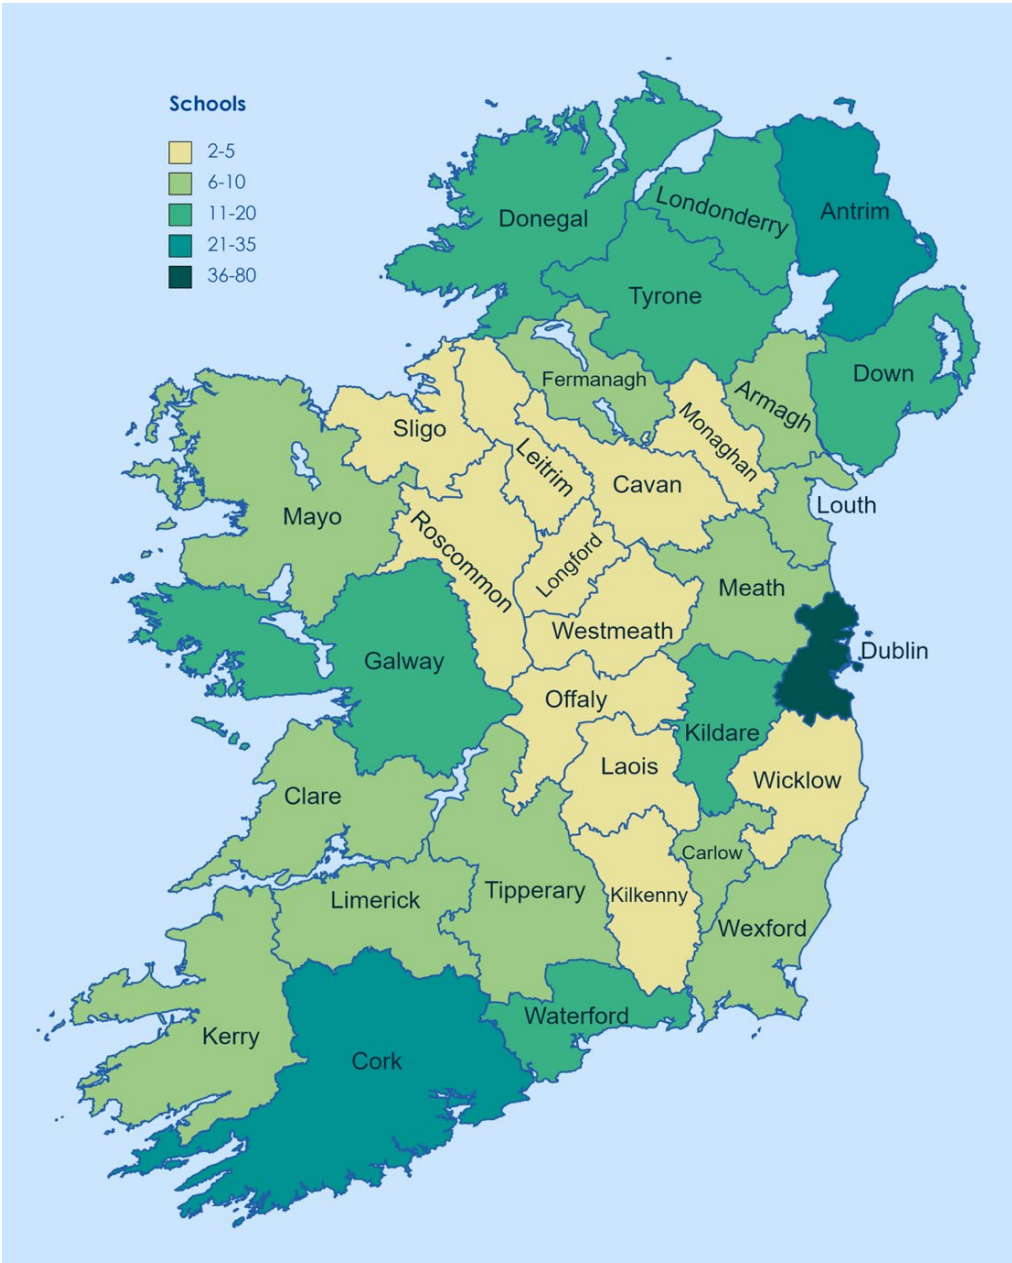 Schools
2-5
6-10
11-20
21-35
36-80
Donegal
Londonderry
Antrim
Tyrone
Fermanagh
Armagh
Down
Monaghan
Sligo
Leitrim
Cavan
Louth
Mayo
Roscommon
Longford
Meath
Westmeath
Dublin
Galway
Offaly
Kildare
Laois
Wicklow
Clare
Carlow
Limerick
Tipperary
Kilkenny
Wexford
Waterford
Kerry
Cork